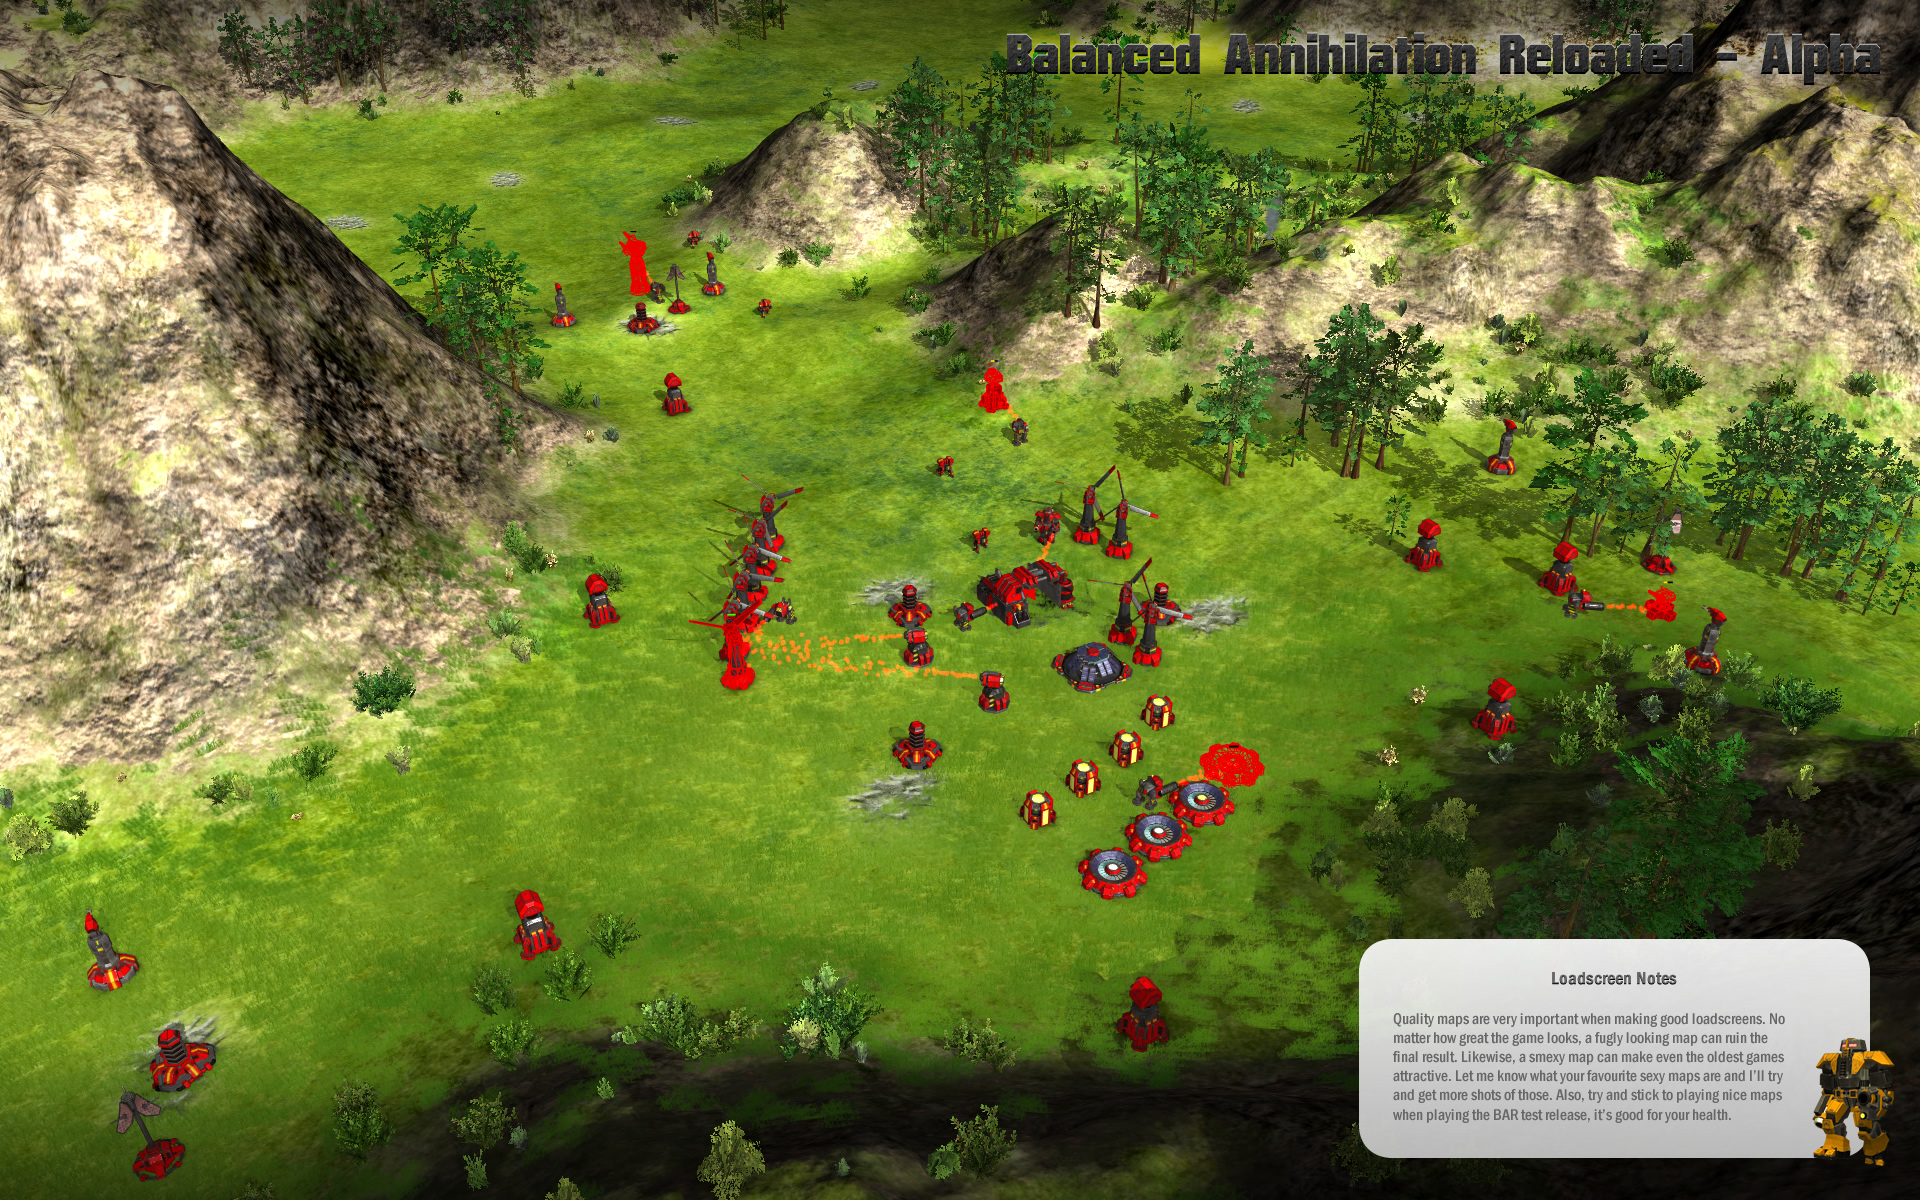 Balanced Annihilation Reloaded - Alpha
Loadscreen Notes
Quality maps are very important when making good loadscreens. No
matter how great the game looks, a fugly looking map can ruin the
final result. Likewise, a smexy map can make even the oldest games
attractive. Let me know what your favourite sexy maps are and I'll try
and get more shots of those. Also, try and stick to playing nice maps
when playing the BAR test release, it's good for your health.